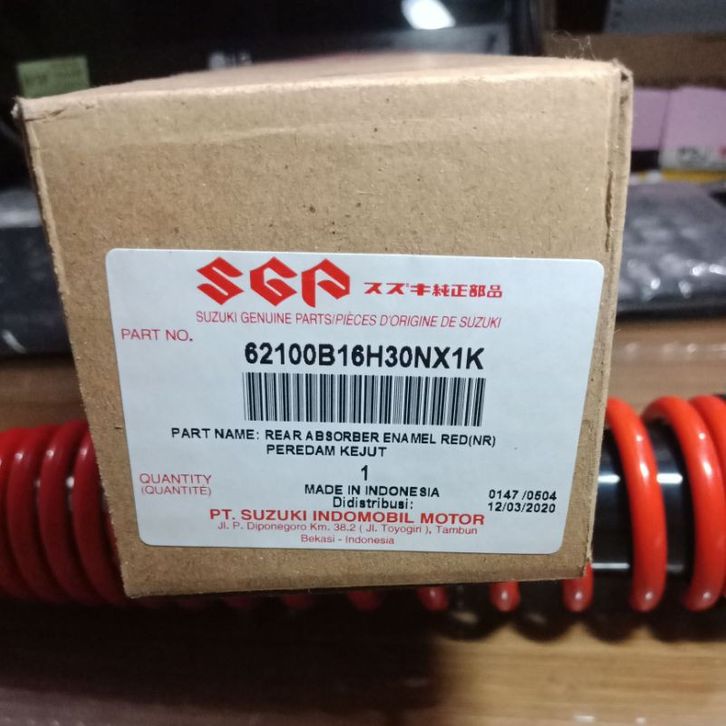 SGP スズキ純正部品
SUZUKI GENUINE PARTS/PIÈCES D'ORIGINE DE SUZUKI
PART NO.
62100B16H30NX1K
PART NAME: REAR ABSORBER ENAMEL RED(NR)
PEREDAM KEJUT
QUANTITY
(QUANTITÉ)
1
MADE IN INDONESIA
Didistribusi:
0147 /0504
12/03/2020
PT. SUZUKI INDOMOBIL MOTOR
Jl. P. Diponegoro Km. 38.2 ( Jl. Toyogiri ), Tambun
Bekasi - Indonesia